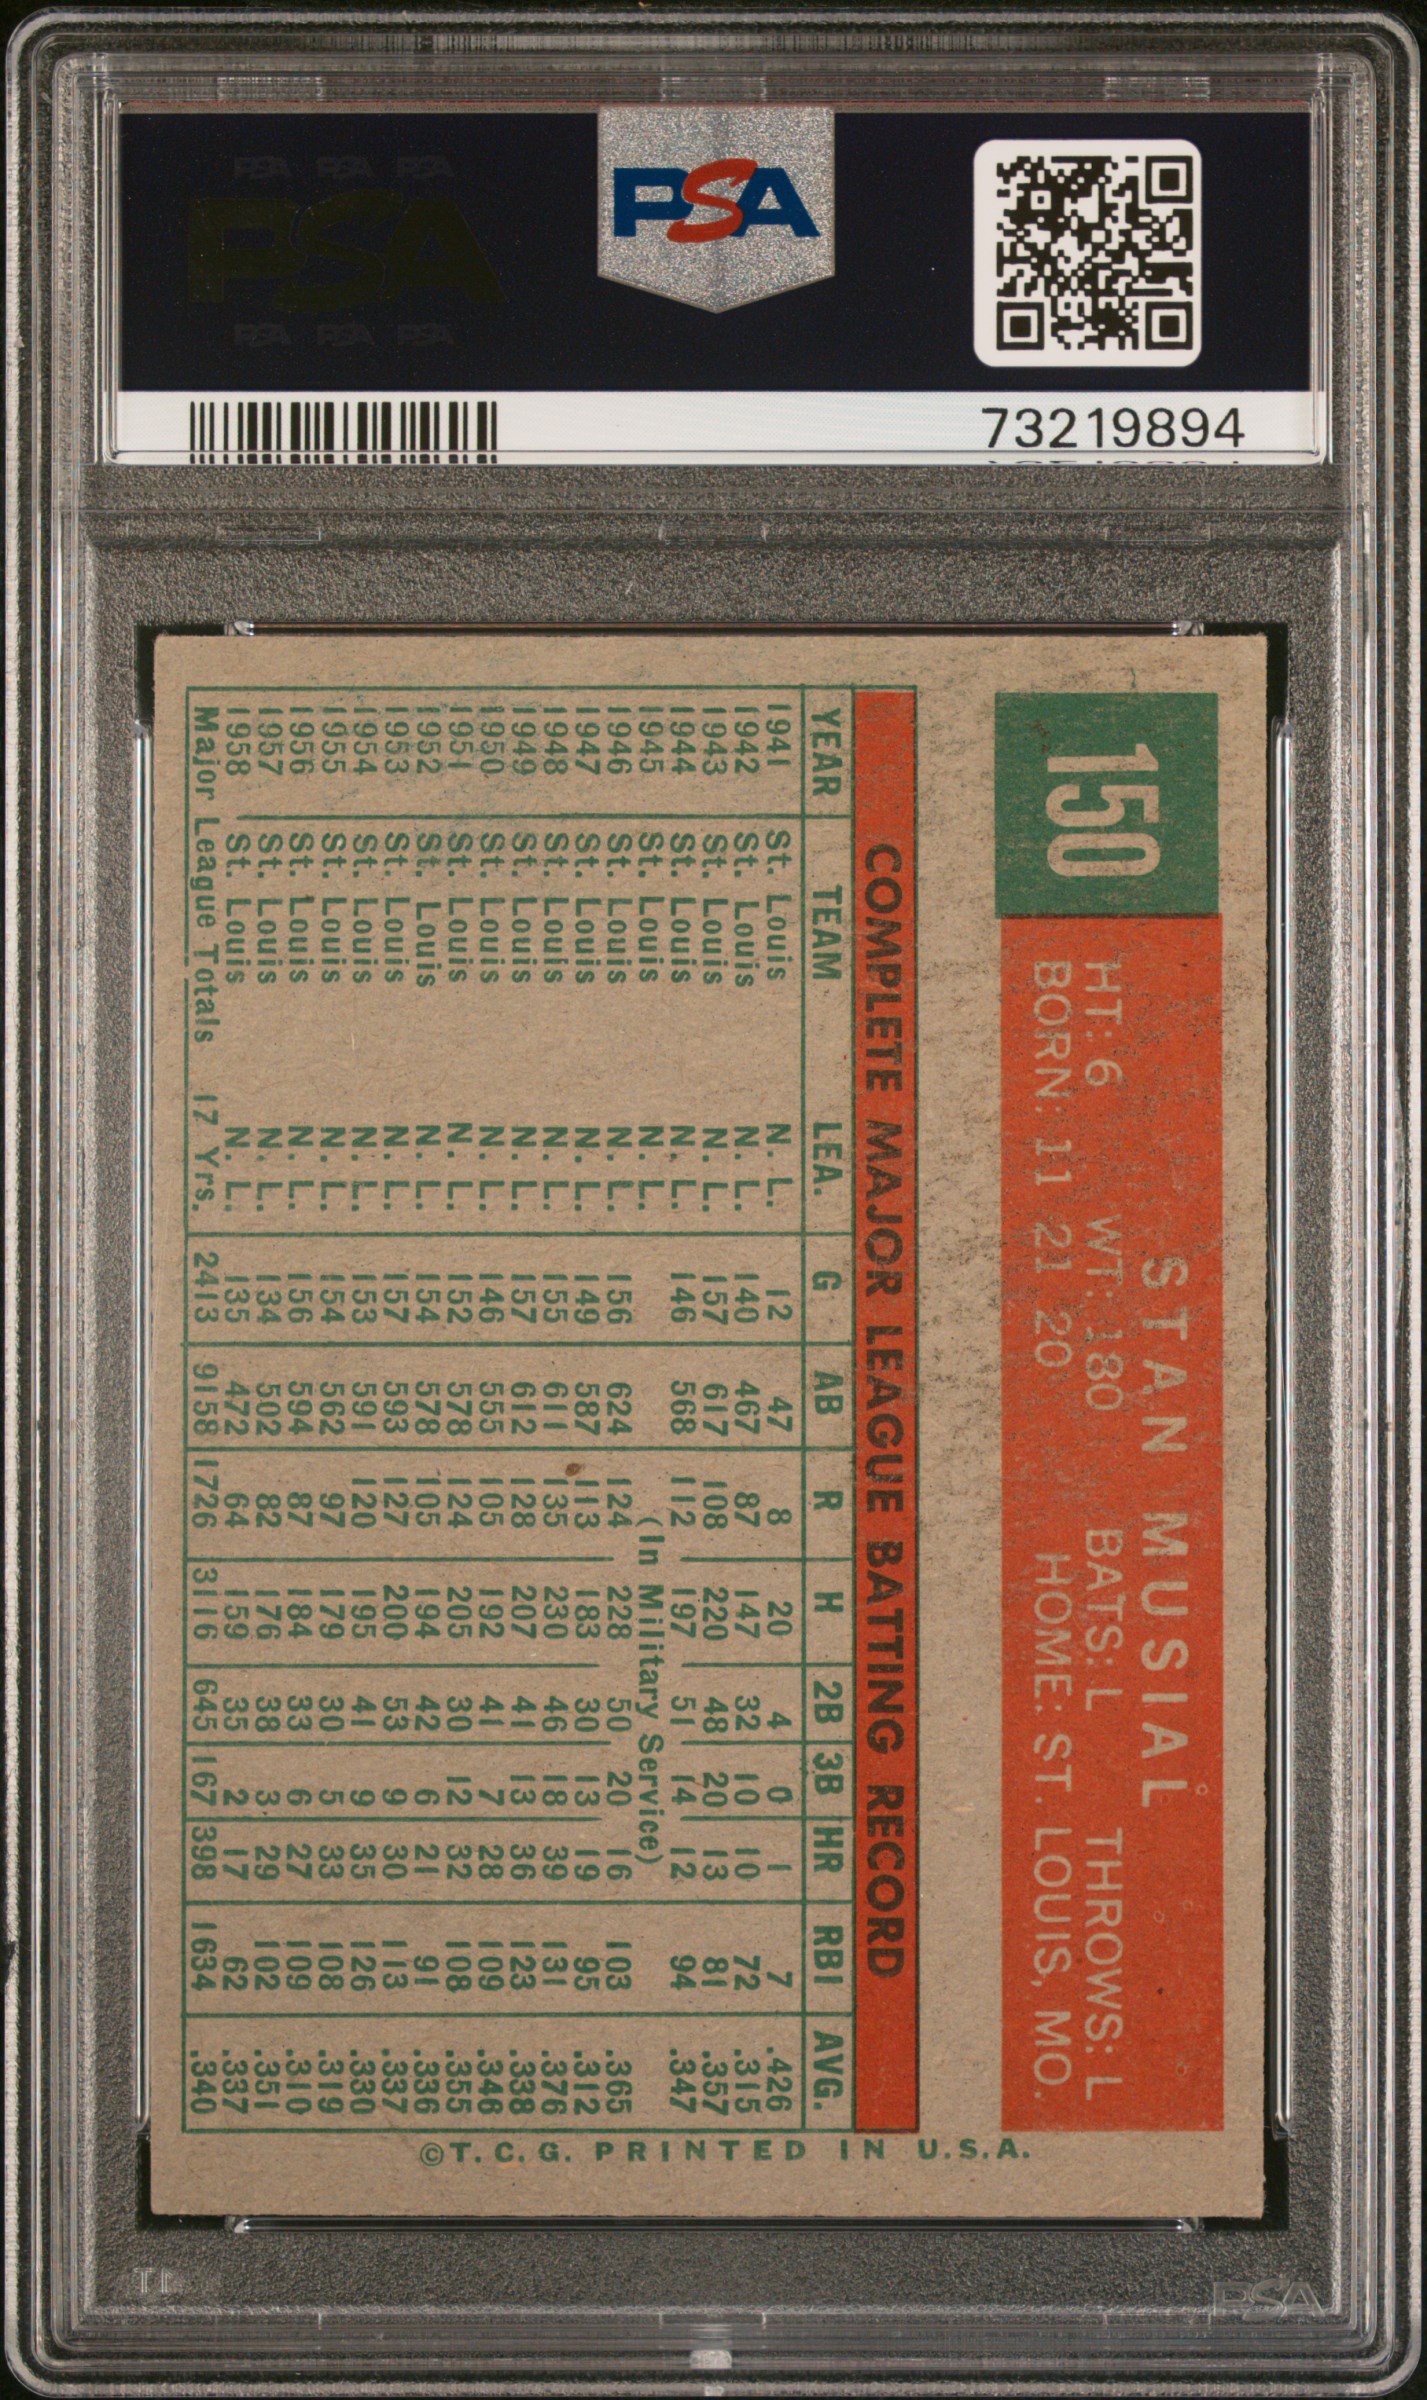 PSA PSA PSA
PSA
PSA PSA PSA
PSA
73219894
150
STAN MUSIAL
HT.: 6 WT: 180 BATS: L THROWS: L
BORN: 11 21 20 HOME: ST. LOUIS, MO.
COMPLETE MAJOR LEAGUE BATTING RECORD
YEAR TEAM LEA. G AB R H 2B 3B HR RBI AVG.
1941 St. Louis N. L. 12 47 8 20 4 0 1 7 .426
1942 St. Louis N. L. 140 467 87 147 32 10 10 72 .315
1943 St. Louis N. L. 157 617 108 220 48 20 13 81 .357
1944 St. Louis N. L. 146 568 112 197 51 14 12 94 .347
1945 St. Louis N. L. (In Military Service)
1946 St. Louis N. L. 156 624 124 228 50 20 16 103 .365
1947 St. Louis N. L. 149 587 113 183 30 13 19 95 .312
1948 St. Louis N. L. 155 611 135 230 46 18 39 131 .376
1949 St. Louis N. L. 157 612 128 207 41 13 36 123 .338
1950 St. Louis N. L. 146 555 105 192 41 7 28 109 .346
1951 St. Louis N. L. 152 578 124 205 30 12 32 108 .355
1952 St. Louis N. L. 154 578 105 194 42 6 21 91 .336
1953 St. Louis N. L. 157 593 127 200 53 9 30 113 .337
1954 St. Louis N. L. 153 591 120 195 41 9 35 126 .330
1955 St. Louis N. L. 154 562 97 179 30 5 33 108 .319
1956 St. Louis N. L. 156 594 87 184 33 6 27 109 .310
1957 St. Louis N. L. 134 502 82 176 38 3 29 102 .351
1958 St. Louis N. L. 135 472 64 159 35 2 17 62 .337
Major League Totals 17 Yrs. 2413 9158 1726 3116 645 167 398 1634 .340
©T.C.G. PRINTED IN U.S.A.
PSA